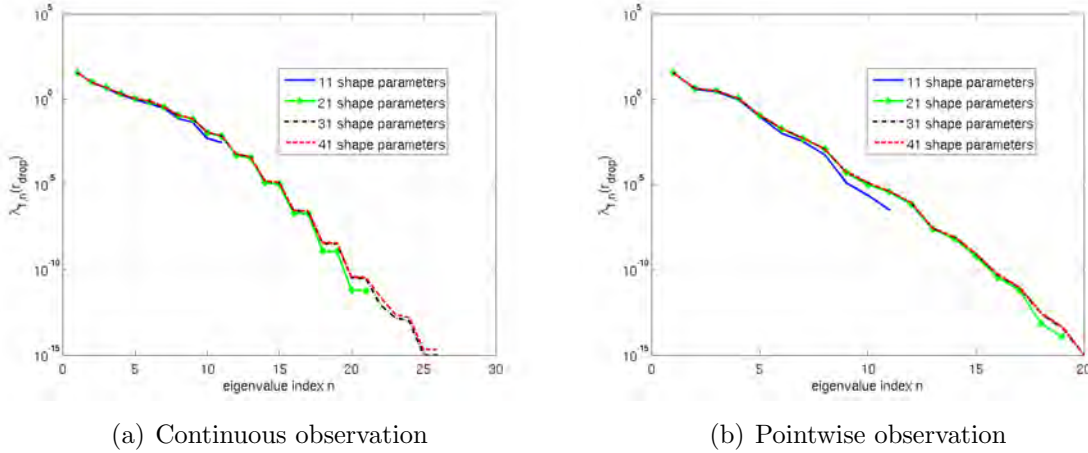 10^5
10^0
10^-5
10^-10
10^-15
λ_γ,n(r_drop)
11 shape parameters
21 shape parameters
31 shape parameters
41 shape parameters
0 5 10 15 20 25 30
eigenvalue index n
(a) Continuous observation
10^5
10^0
10^-5
10^-10
10^-15
λ_γ,n(r_drop)
11 shape parameters
21 shape parameters
31 shape parameters
41 shape parameters
0 5 10 15 20
eigenvalue index n
(b) Pointwise observation